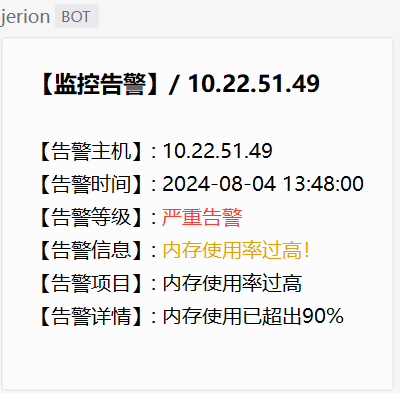 jerion BOT
【监控告警】/ 10.22.51.49
【告警主机】: 10.22.51.49
【告警时间】: 2024-08-04 13:48:00
【告警等级】: 严重告警
【告警信息】: 内存使用率过高!
【告警项目】: 内存使用率过高
【告警详情】: 内存使用已超出90%